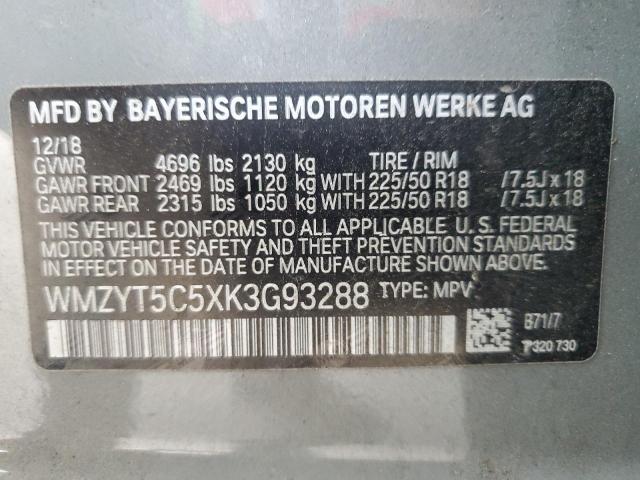 MFD BY BAYERISCHE MOTOREN WERKE AG
12/18
GVWR 4696 lbs 2130 kg TIRE / RIM
GAWR FRONT 2469 lbs 1120 kg WITH 225/50 R18 /7.5J x 18
GAWR REAR 2315 lbs 1050 kg WITH 225/50 R18 /7.5J x 18
THIS VEHICLE CONFORMS TO ALL APPLICABLE U. S. FEDERAL
MOTOR VEHICLE SAFETY AND THEFT PREVENTION STANDARDS
IN EFFECT ON THE DATE OF MANUFACTURE SHOWN ABOVE.
WMZYT5C5XK3G93288 TYPE: MPV
B71/7
TP320 730